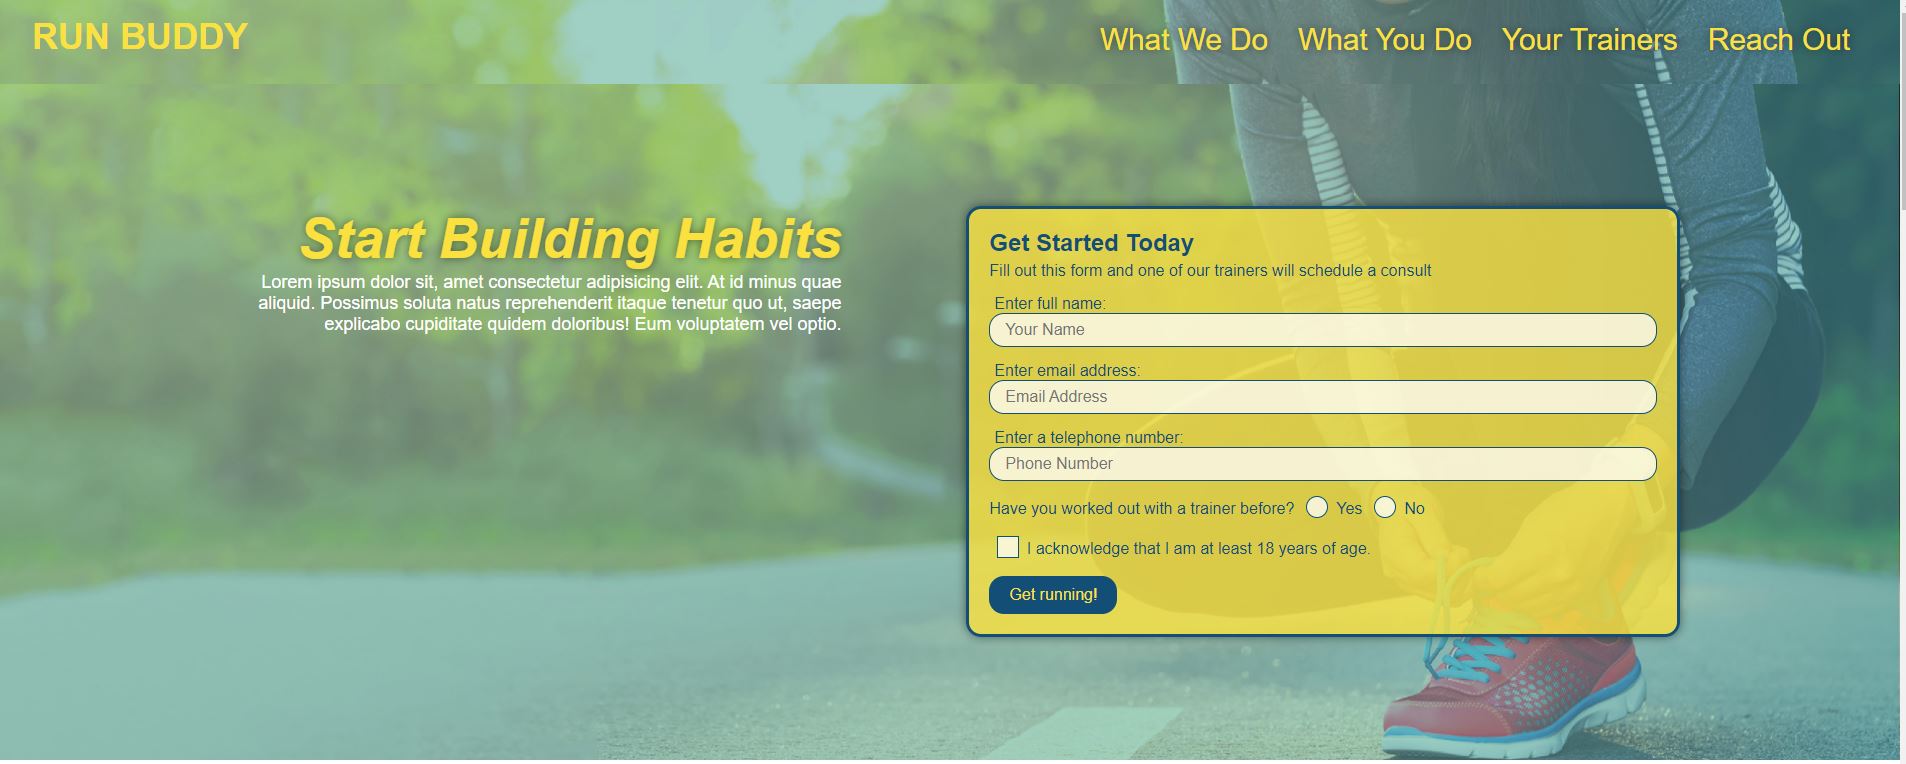 RUN BUDDY
What We Do What You Do Your Trainers Reach Out
Start Building Habits
Lorem ipsum dolor sit, amet consectetur adipisicing elit. At id minus quae
aliquid. Possimus soluta natus reprehenderit itaque tenetur quo ut, saepe
explicabo cupiditate quidem doloribus! Eum voluptatem vel optio.
Get Started Today
Fill out this form and one of our trainers will schedule a consult
Enter full name:
Your Name
Enter email address:
Email Address
Enter a telephone number:
Phone Number
Have you worked out with a trainer before? Yes No
I acknowledge that I am at least 18 years of age.
Get running!